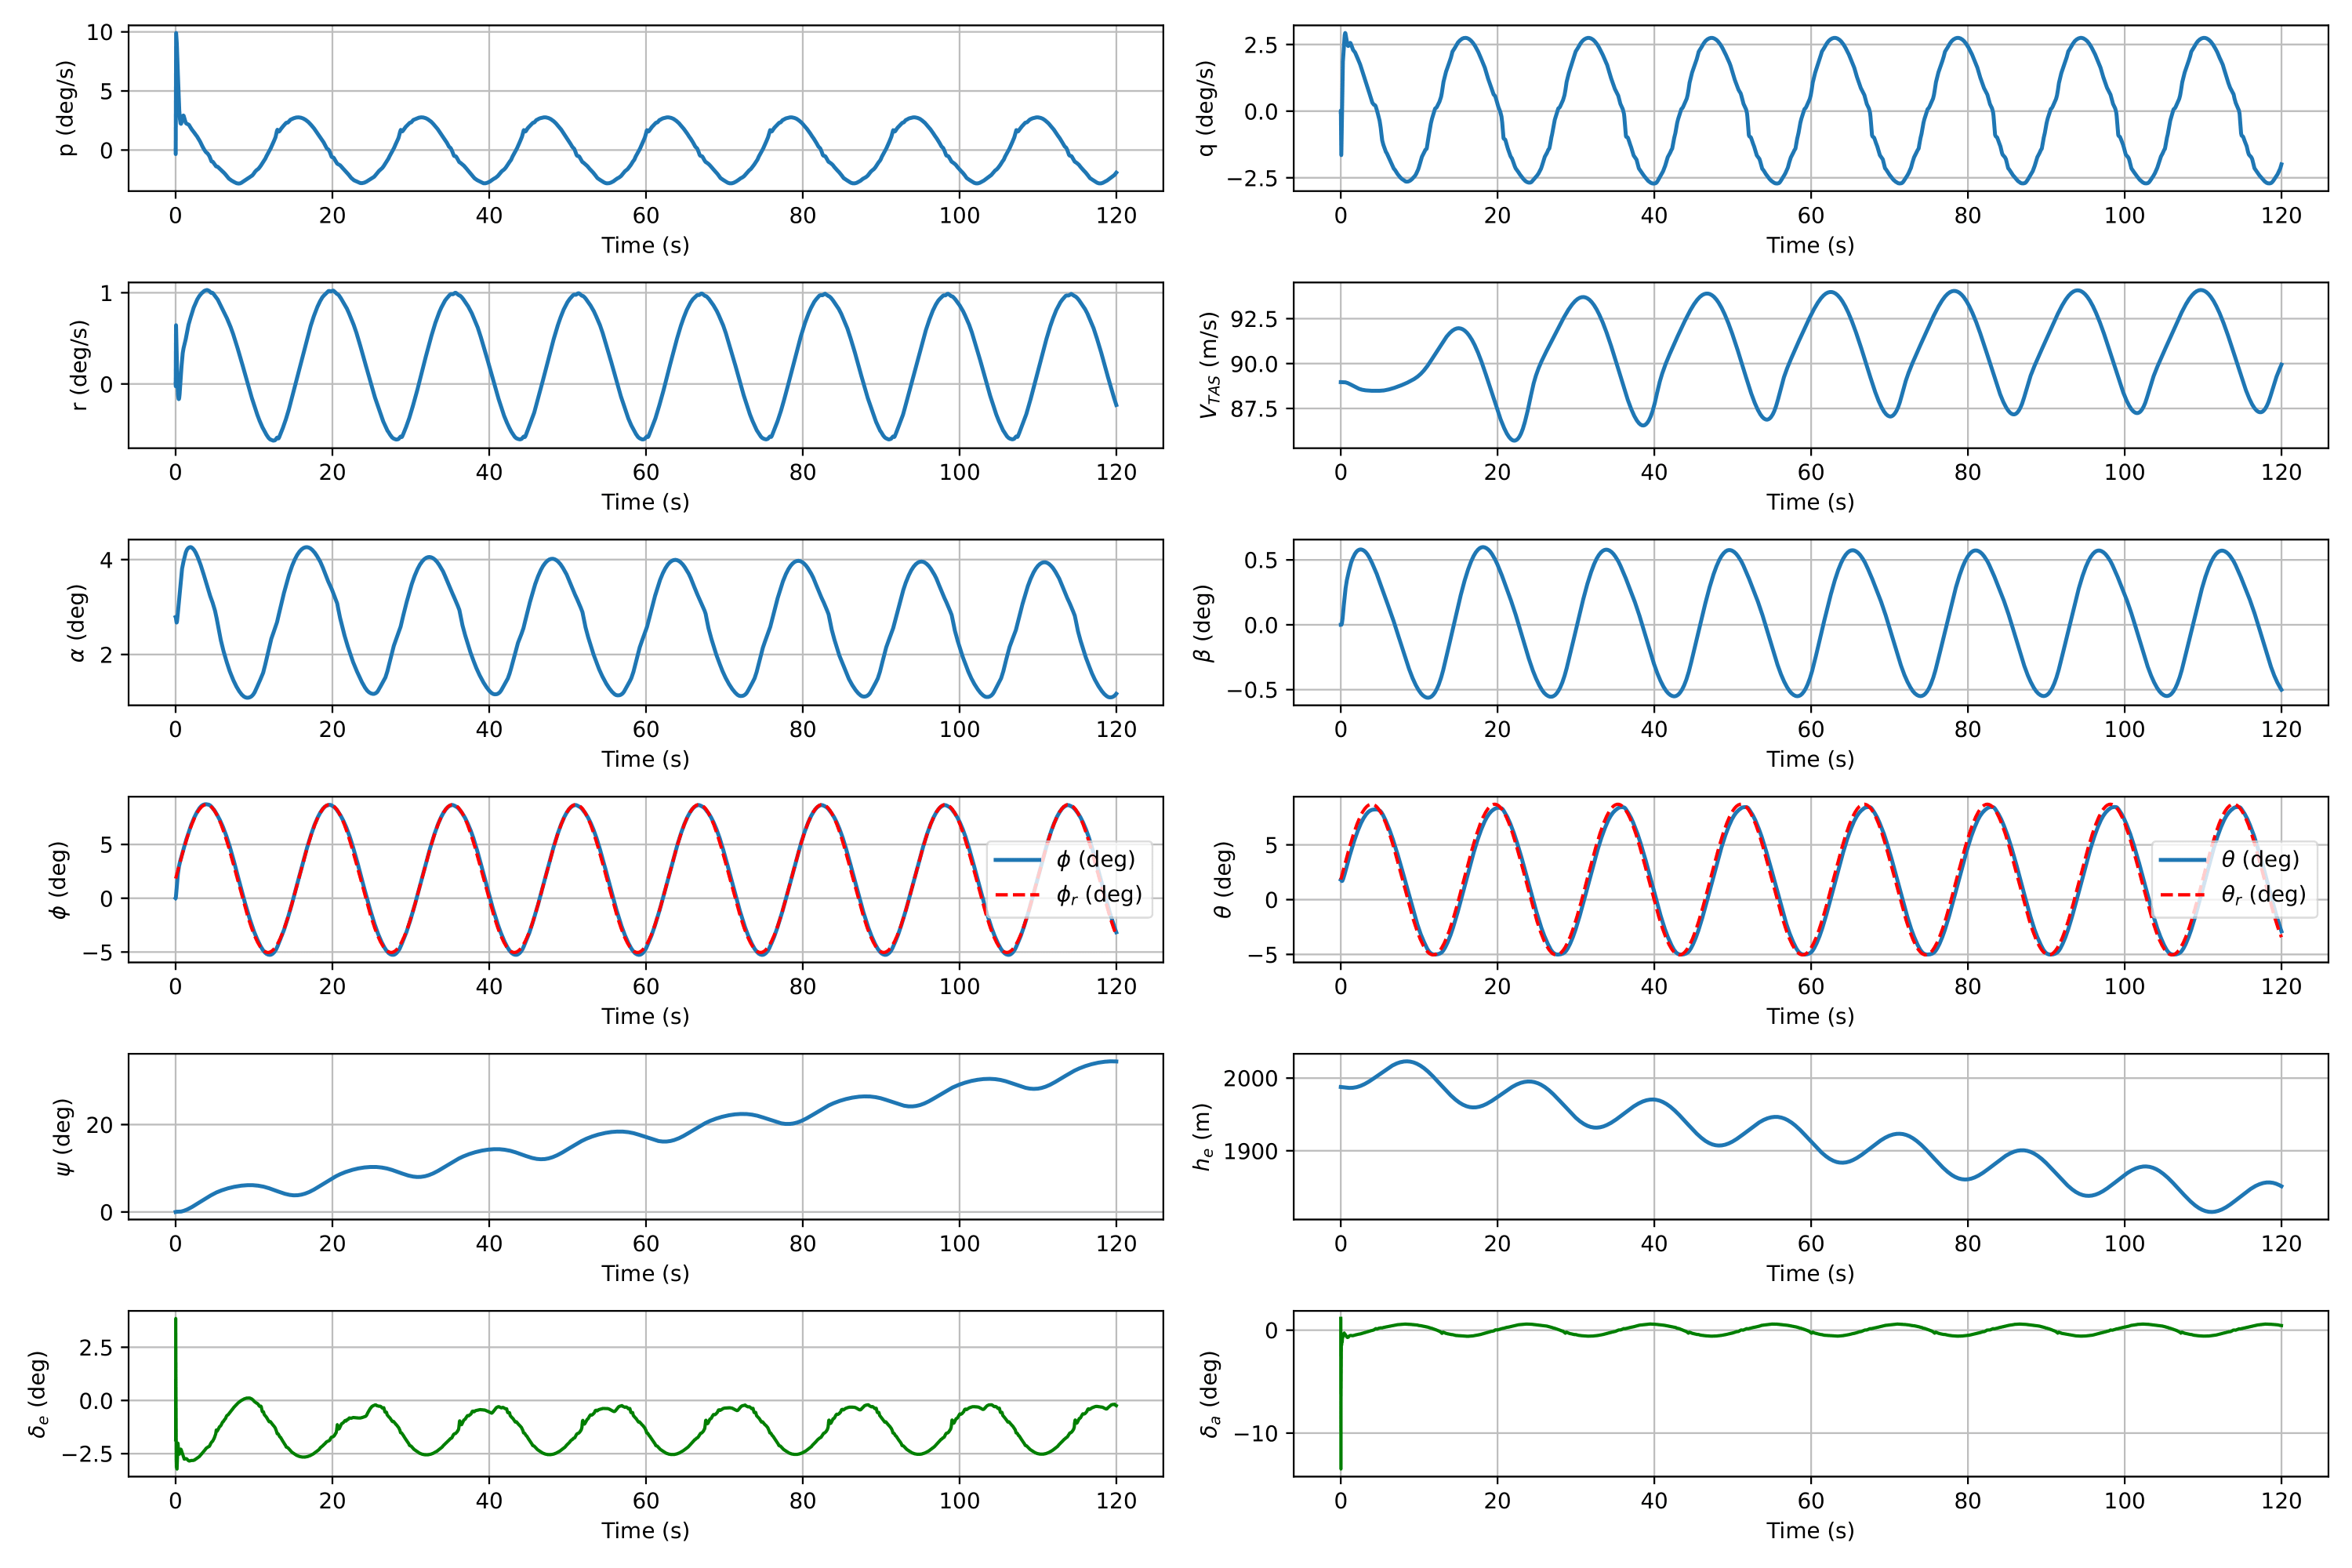 p (deg/s)
10
5
0
0 20 40 60 80 100 120
Time (s)
q (deg/s)
2.5
0.0
−2.5
0 20 40 60 80 100 120
Time (s)
r (deg/s)
1
0
0 20 40 60 80 100 120
Time (s)
V_TAS (m/s)
92.5
90.0
87.5
0 20 40 60 80 100 120
Time (s)
α (deg)
4
2
0 20 40 60 80 100 120
Time (s)
β (deg)
0.5
0.0
−0.5
0 20 40 60 80 100 120
Time (s)
ϕ (deg)
5
0
−5
ϕ (deg)
ϕ_r (deg)
0 20 40 60 80 100 120
Time (s)
θ (deg)
5
0
−5
θ (deg)
θ_r (deg)
0 20 40 60 80 100 120
Time (s)
ψ (deg)
20
0
0 20 40 60 80 100 120
Time (s)
h_e (m)
2000
1900
0 20 40 60 80 100 120
Time (s)
δ_e (deg)
2.5
0.0
−2.5
0 20 40 60 80 100 120
Time (s)
δ_a (deg)
0
−10
0 20 40 60 80 100 120
Time (s)